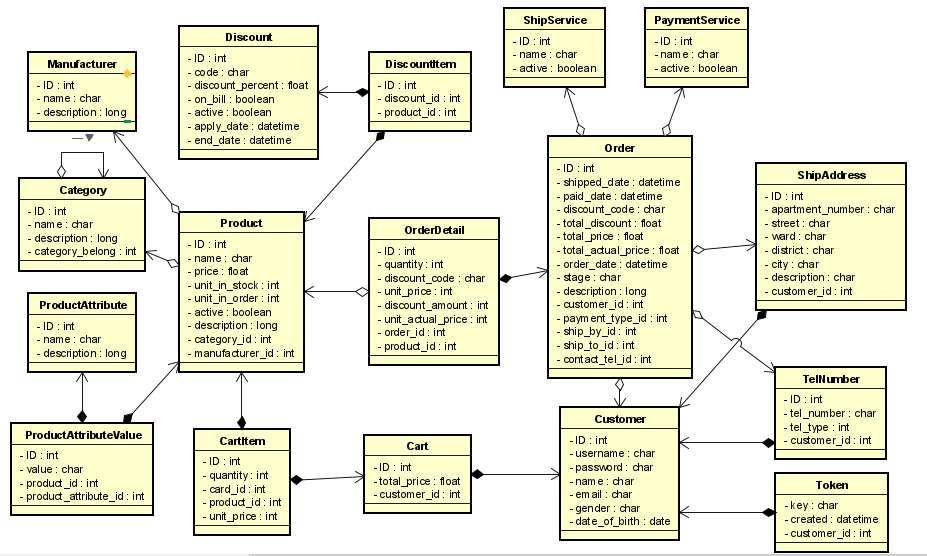 ShipService
- ID : int
- name : char
- active : boolean
PaymentService
- ID : int
- name : char
- active : boolean
Discount
- ID : int
- code : char
- discount_percent : float
- on_bill : boolean
- active : boolean
- apply_date : datetime
- end_date : datetime
Manufacturer
- ID : int
- name : char
- description : long
DiscountItem
- ID : int
- discount_id : int
- product_id : int
Order
- ID : int
- shipped_date : datetime
- paid_date : datetime
- discount_code : char
- total_discount : float
- total_price : float
- total_actual_price : float
- order_date : datetime
- stage : char
- description : long
- customer_id : int
- payment_type_id : int
- ship_by_id : int
- ship_to_id : int
- contact_tel_id : int
ShipAddress
- ID : int
- apartment_number : char
- street : char
- ward : char
- district : char
- city : char
- description : char
- customer_id : int
Category
- ID : int
- name : char
- description : long
- category_belong : int
Product
- ID : int
- name : char
- price : float
- unit_in_stock : int
- unit_in_order : int
- active : boolean
- description : long
- category_id : int
- manufacturer_id : int
OrderDetail
- ID : int
- quantity : int
- discount_code : char
- unit_price : int
- discount_amount : int
- unit_actual_price : int
- order_id : int
- product_id : int
ProductAttribute
- ID : int
- name : char
- description : long
TelNumber
- ID : int
- tel_number : char
- tel_type : int
- customer_id : int
Customer
- ID : int
- username : char
- password : char
- name : char
- email : char
- gender : char
- date_of_birth : date
ProductAttributeValue
- ID : int
- value : char
- product_id : int
- product_attribute_id : int
CartItem
- ID : int
- quantity : int
- card_id : int
- product_id : int
- unit_price : int
Cart
- ID : int
- total_price : float
- customer_id : int
Token
- key : char
- created : datetime
- customer_id : int